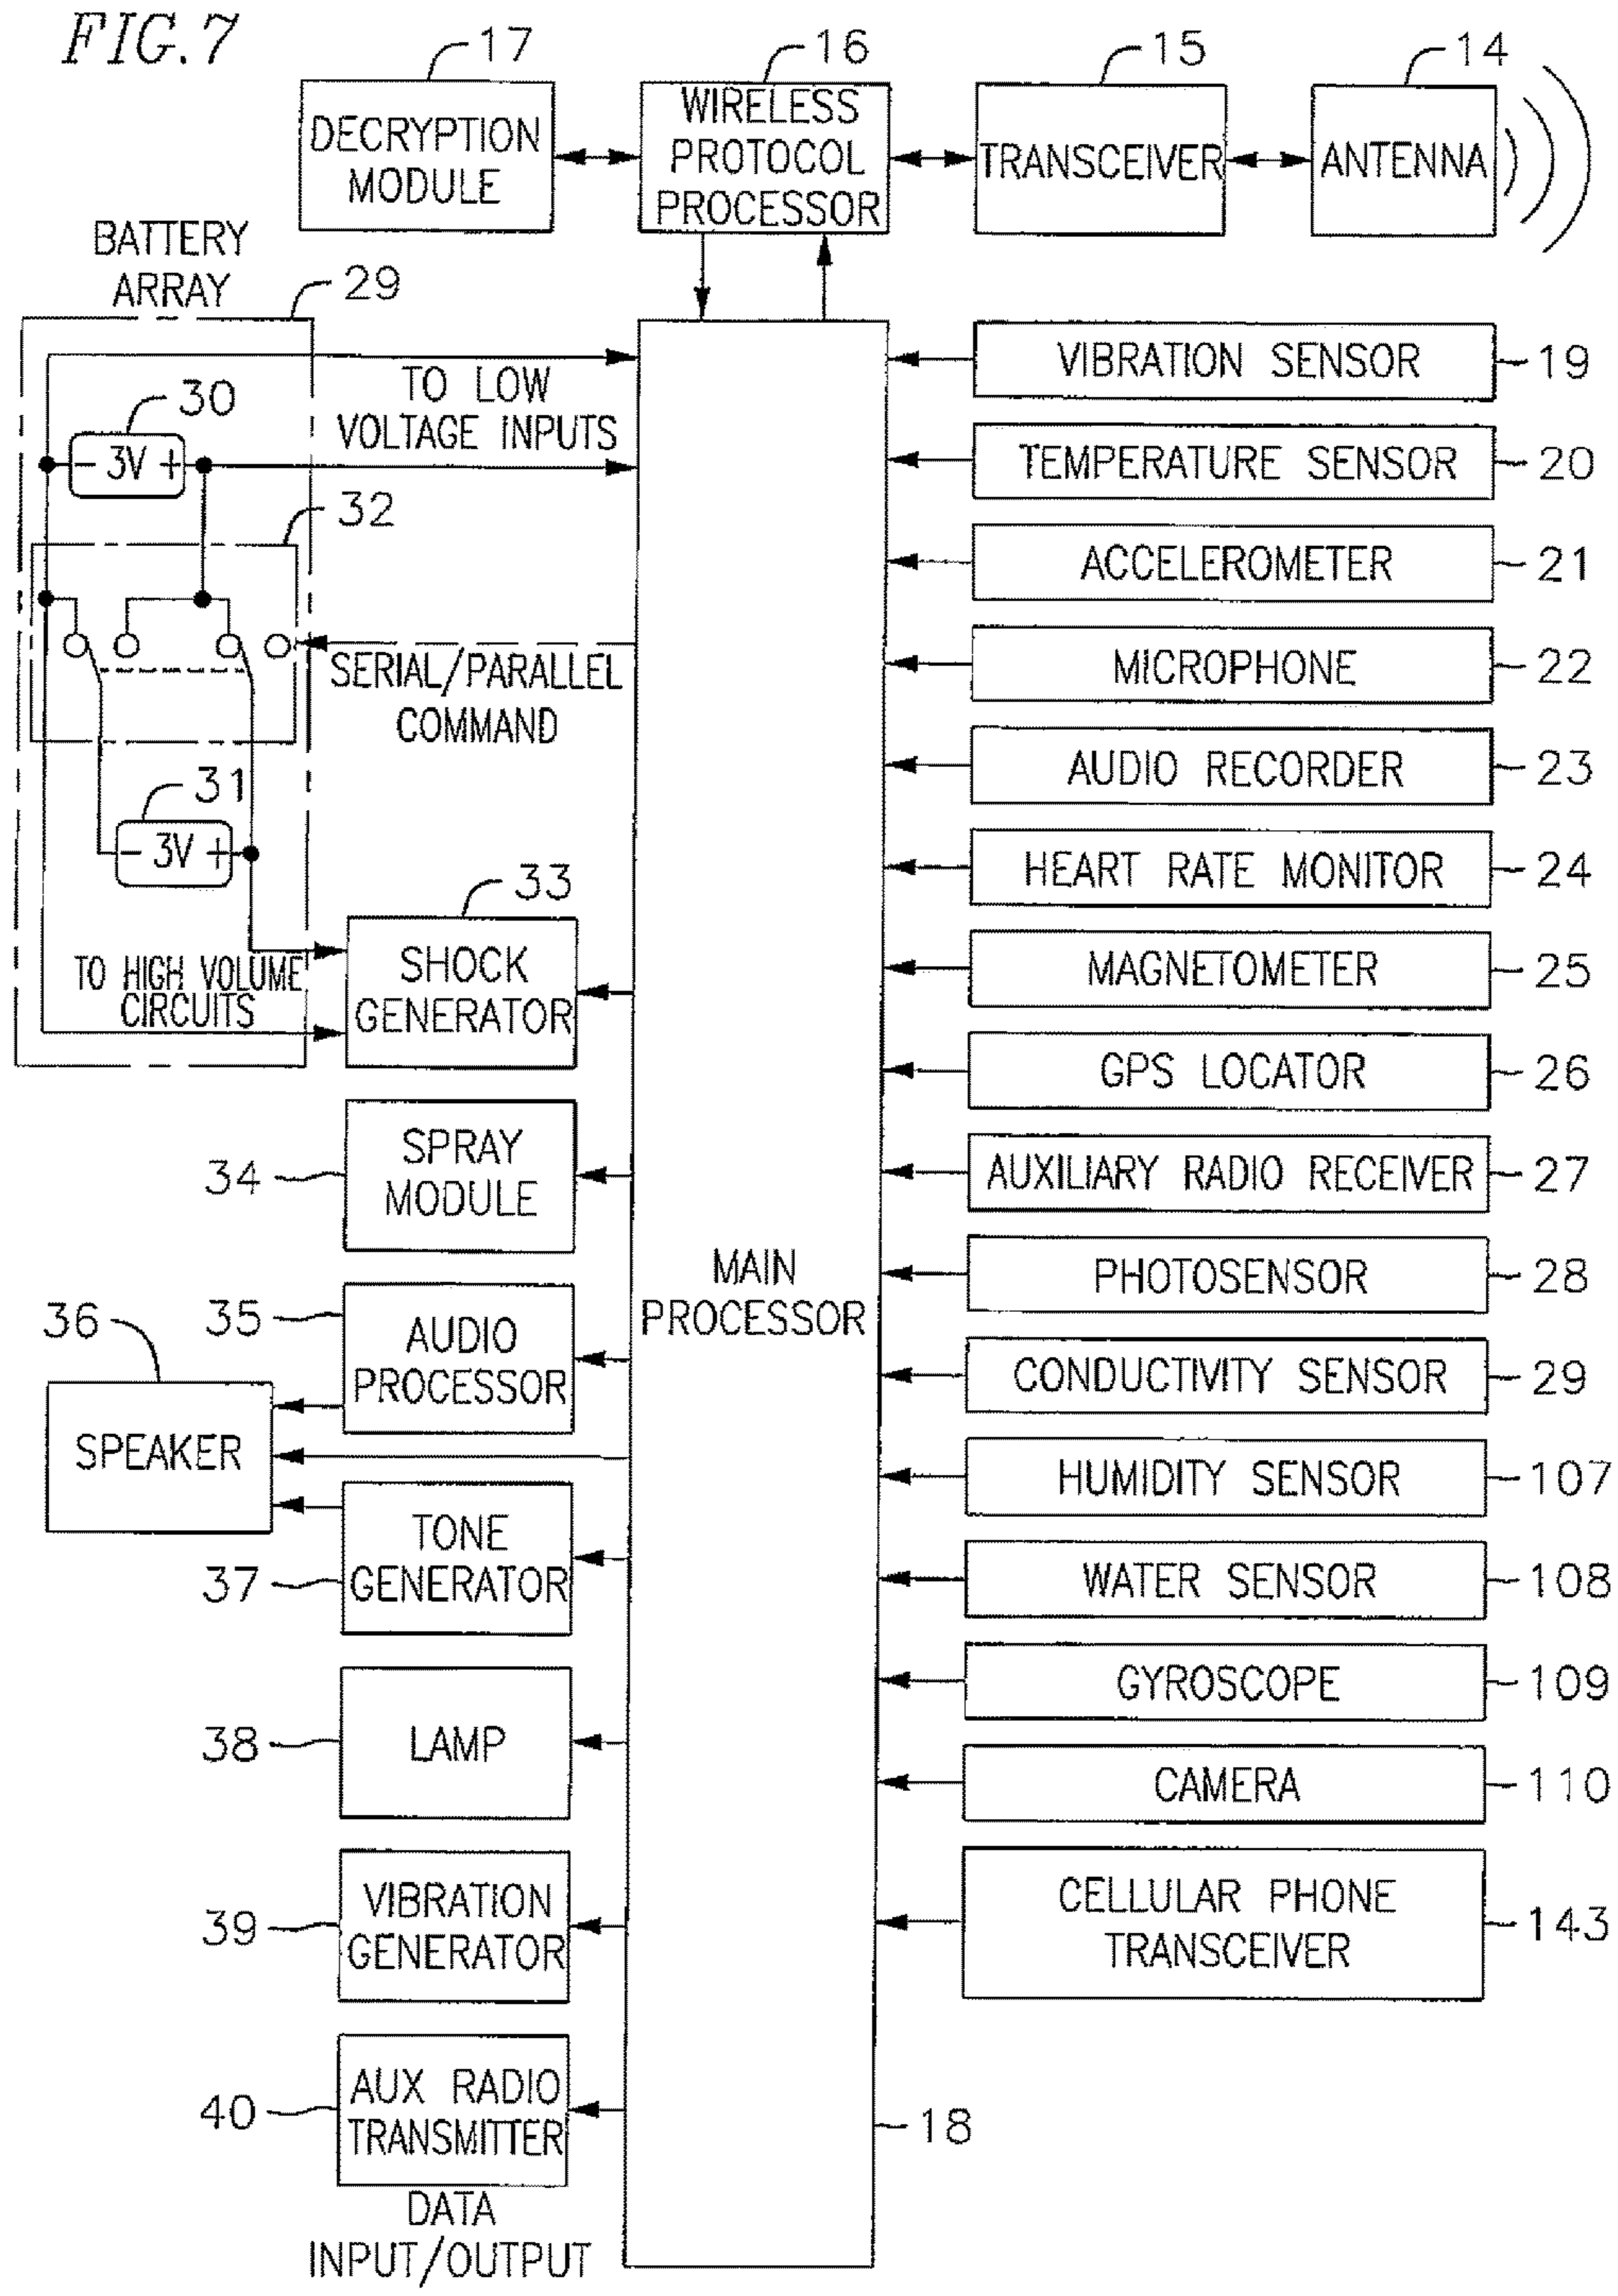 FIG. 7
17
16
15
14
DECRYPTION
MODULE
WIRELESS
PROTOCOL
PROCESSOR
TRANSCEIVER
ANTENNA
BATTERY
ARRAY
29
TO LOW
VOLTAGE INPUTS
30
- 3V +
32
SERIAL/PARALLEL
COMMAND
31
- 3V +
TO HIGH VOLUME
CIRCUITS
33
SHOCK
GENERATOR
34
SPRAY
MODULE
35
AUDIO
PROCESSOR
36
SPEAKER
37
TONE
GENERATOR
38
LAMP
39
VIBRATION
GENERATOR
40
AUX RADIO
TRANSMITTER
DATA
INPUT/OUTPUT
MAIN
PROCESSOR
18
VIBRATION SENSOR
19
TEMPERATURE SENSOR
20
ACCELEROMETER
21
MICROPHONE
22
AUDIO RECORDER
23
HEART RATE MONITOR
24
MAGNETOMETER
25
GPS LOCATOR
26
AUXILIARY RADIO RECEIVER
27
PHOTOSENSOR
28
CONDUCTIVITY SENSOR
29
HUMIDITY SENSOR
107
WATER SENSOR
108
GYROSCOPE
109
CAMERA
110
CELLULAR PHONE
TRANSCEIVER
143